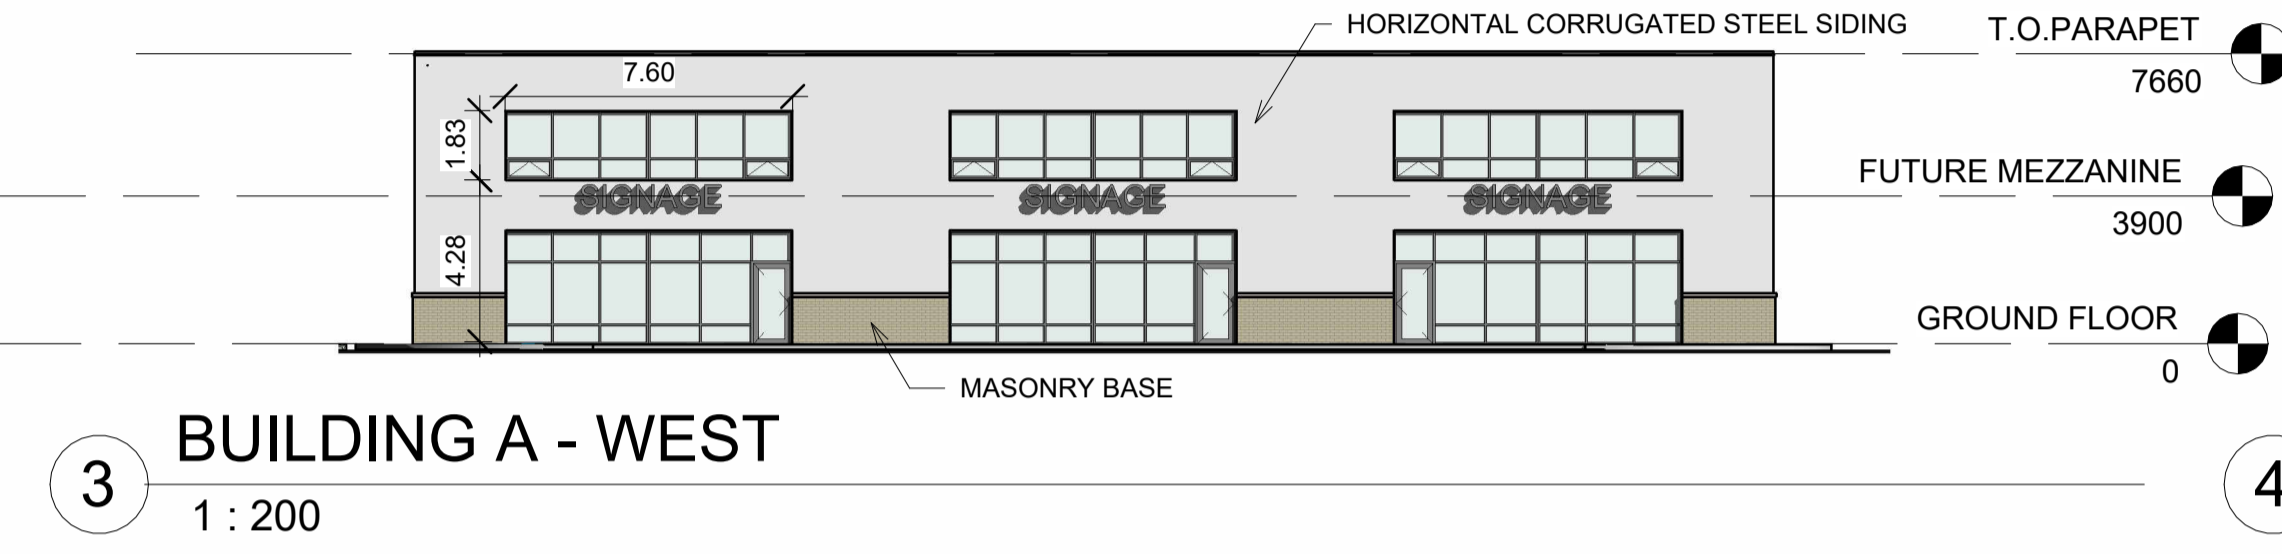 HORIZONTAL CORRUGATED STEEL SIDING
T.O.PARAPET
7660
7.60
1.83
FUTURE MEZZANINE
3900
SIGNAGE
SIGNAGE
SIGNAGE
4.28
GROUND FLOOR
0
MASONRY BASE
BUILDING A - WEST
3
4
1 : 200